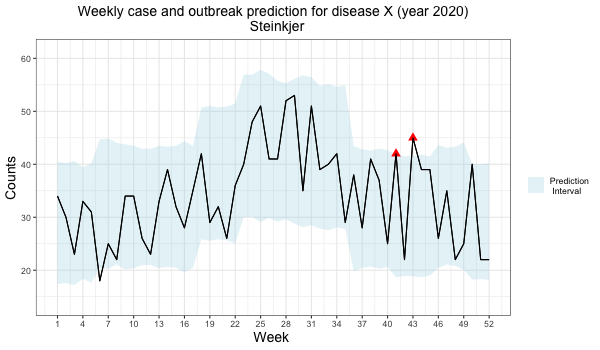 Weekly case and outbreak prediction for disease X (year 2020)
Steinkjer
60
50
40
30
20
Counts
1 4 7 10 13 16 19 22 25 28 31 34 37 40 43 46 49 52
Week
Prediction
Interval